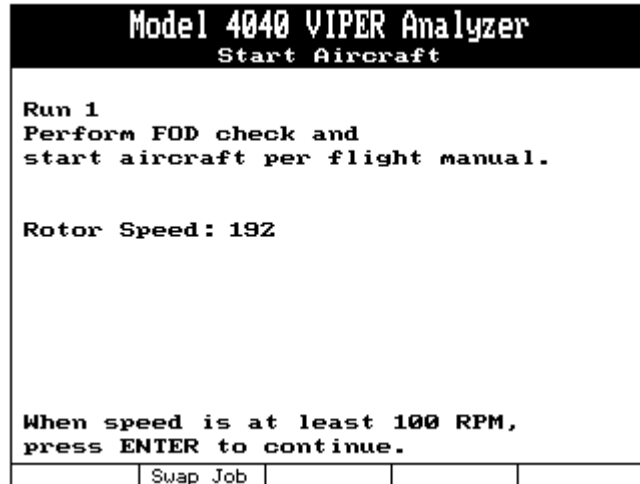 Model 4040 VIPER Analyzer
Start Aircraft
Run 1
Perform FOD check and
start aircraft per flight manual.
Rotor Speed: 192
When speed is at least 100 RPM,
press ENTER to continue.
Swap Job